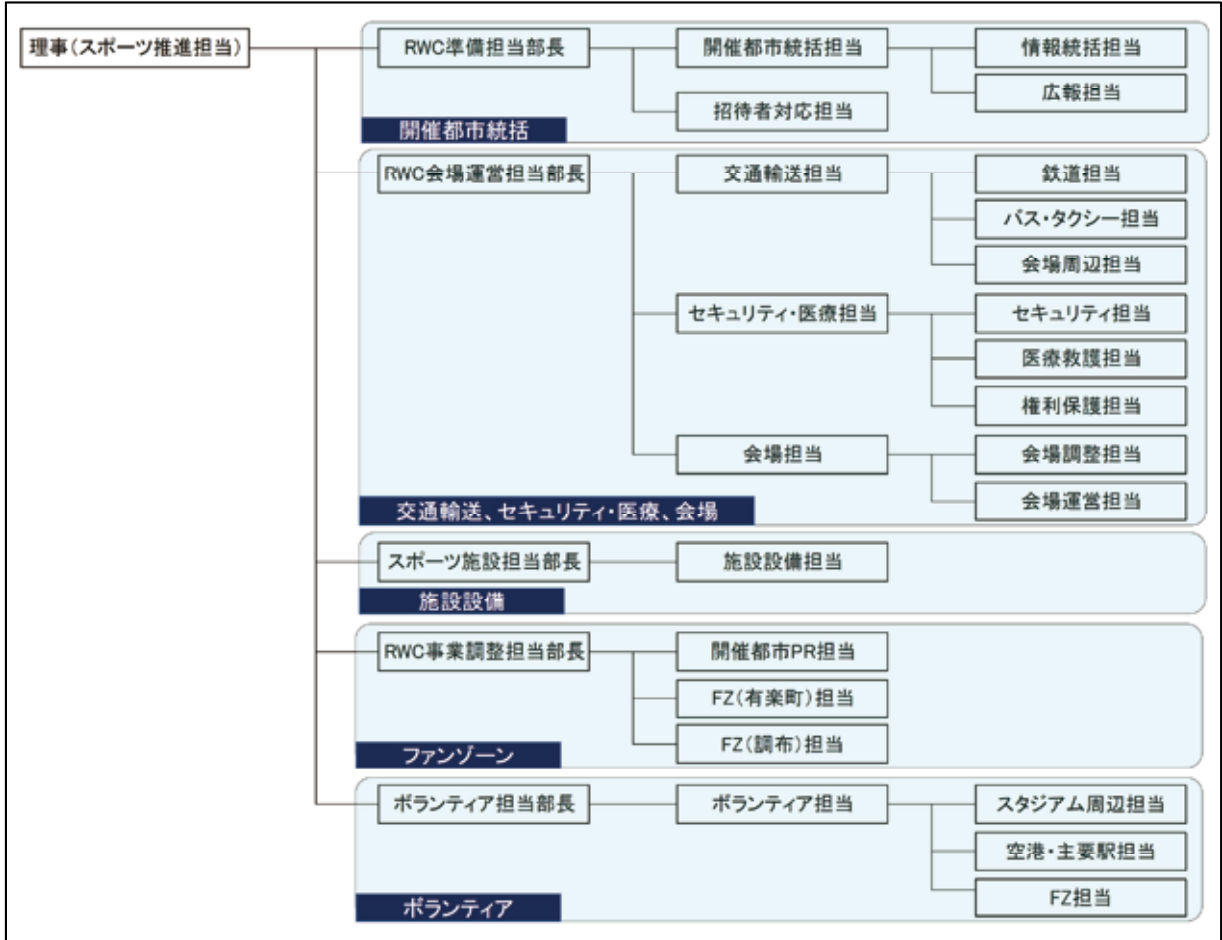 理事(スポーツ推進担当)
RWC準備担当部長
開催都市統括担当
情報統括担当
広報担当
招待者対応担当
開催都市統括
RWC会場運営担当部長
交通輸送担当
鉄道担当
バス・タクシー担当
会場周辺担当
セキュリティ・医療担当
セキュリティ担当
医療救護担当
権利保護担当
会場担当
会場調整担当
会場運営担当
交通輸送、セキュリティ・医療、会場
スポーツ施設担当部長
施設設備担当
施設設備
RWC事業調整担当部長
開催都市PR担当
FZ(有楽町)担当
FZ(調布)担当
ファンゾーン
ボランティア担当部長
ボランティア担当
スタジアム周辺担当
空港・主要駅担当
FZ担当
ボランティア